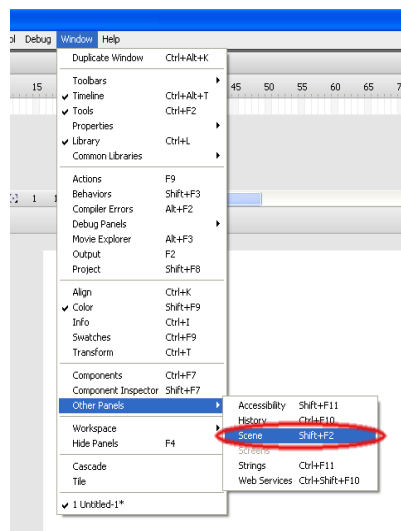 ol Debug Window Help
Duplicate Window Ctrl+Alt+K
Toolbars
15 45 50 55 60 65 7
Timeline Ctrl+Alt+T
Tools Ctrl+F2
Properties
Library Ctrl+L
Common Libraries
Actions F9
Behaviors Shift+F3
1 1
Compiler Errors Alt+F2
Debug Panels
Movie Explorer Alt+F3
Output F2
Project Shift+F8
Align Ctrl+K
Color Shift+F9
Info Ctrl+I
Swatches Ctrl+F9
Transform Ctrl+T
Components Ctrl+F7
Component Inspector Shift+F7
Other Panels
Accessibility Shift+F11
History Ctrl+F10
Scene Shift+F2
Screens
Strings Ctrl+F11
Web Services Ctrl+Shift+F10
Workspace
Hide Panels F4
Cascade
Tile
1 Untitled-1*